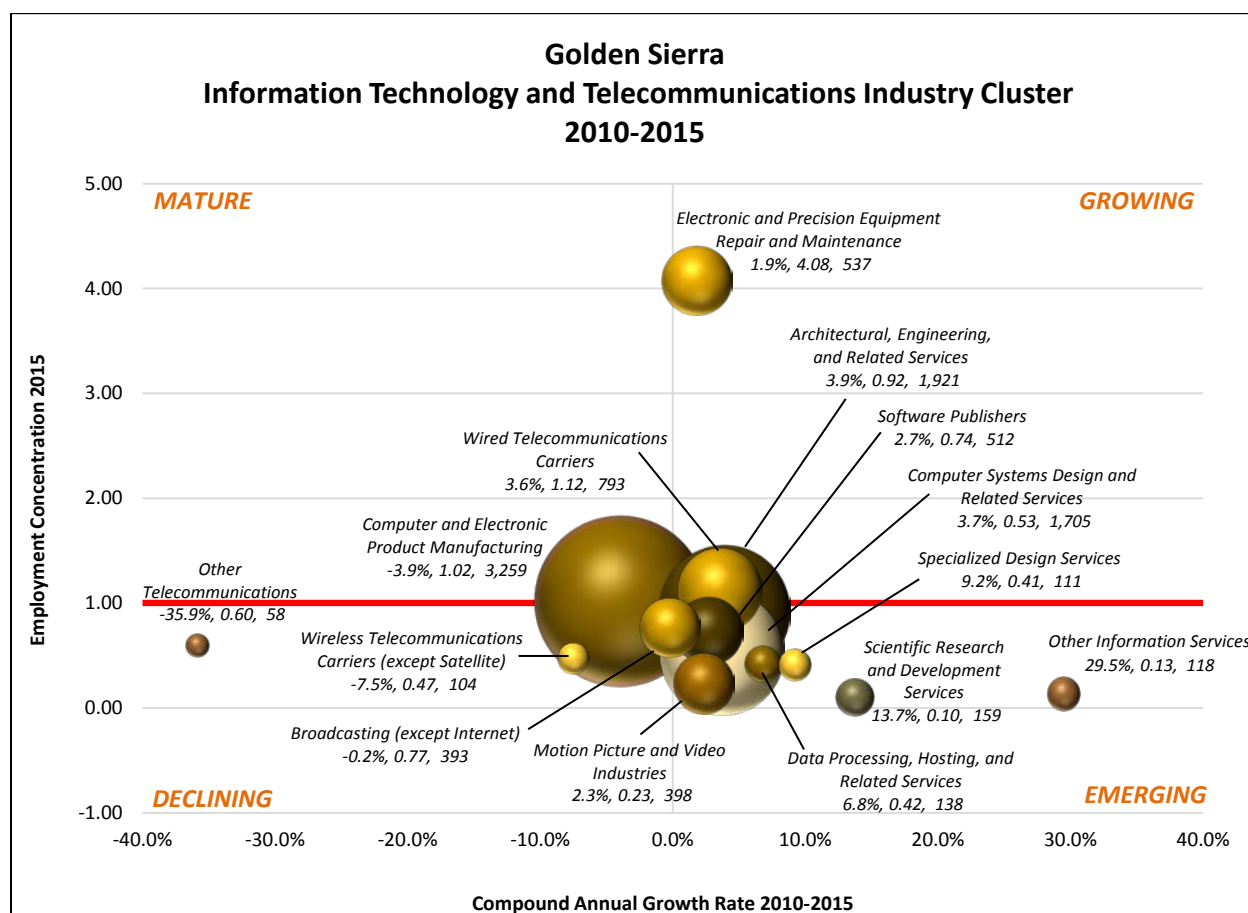 Golden Sierra
Information Technology and Telecommunications Industry Cluster
2010-2015
5.00
4.00
3.00
2.00
1.00
0.00
-1.00
Employment Concentration 2015
MATURE
GROWING
Electronic and Precision Equipment
Repair and Maintenance
1.9%, 4.08, 537
Architectural, Engineering,
and Related Services
3.9%, 0.92, 1,921
Software Publishers
2.7%, 0.74, 512
Wired Telecommunications
Carriers
3.6%, 1.12, 793
Computer Systems Design and
Related Services
3.7%, 0.53, 1,705
Computer and Electronic
Product Manufacturing
-3.9%, 1.02, 3,259
Specialized Design Services
9.2%, 0.41, 111
Other
Telecommunications
-35.9%, 0.60, 58
Wireless Telecommunications
Carriers (except Satellite)
-7.5%, 0.47, 104
Scientific Research
and Development
Services
13.7%, 0.10, 159
Other Information Services
29.5%, 0.13, 118
Broadcasting (except Internet)
-0.2%, 0.77, 393
Motion Picture and Video
Industries
2.3%, 0.23, 398
Data Processing, Hosting, and
Related Services
6.8%, 0.42, 138
DECLINING
EMERGING
-40.0% -30.0% -20.0% -10.0% 0.0% 10.0% 20.0% 30.0% 40.0%
Compound Annual Growth Rate 2010-2015